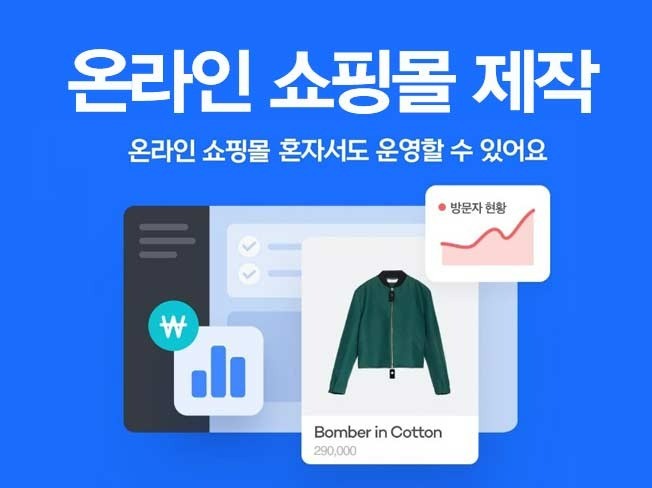 온라인 쇼핑몰 제작
온라인 쇼핑몰 혼자서도 운영할 수 있어요
방문자 현황
₩
Bomber in Cotton
290,000